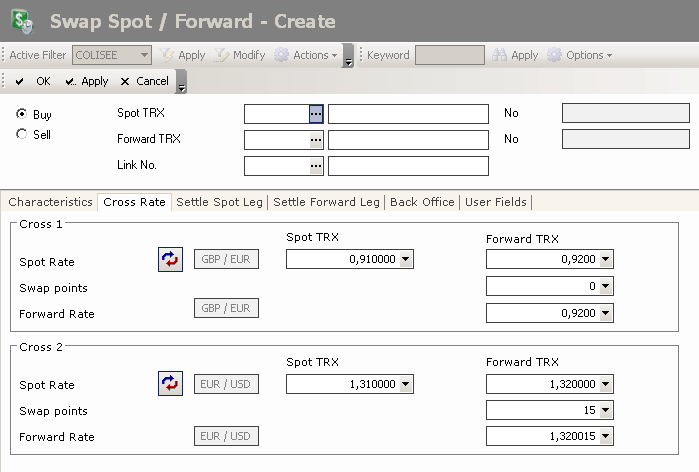 Swap Spot / Forward - Create
Active Filter COLISEE Apply Modify Actions Keyword Apply Options
OK Apply Cancel
Buy Spot TRX ... No
Sell Forward TRX ... No
Link No. ...
Characteristics Cross Rate Settle Spot Leg Settle Forward Leg Back Office User Fields
Cross 1
Spot TRX Forward TRX
Spot Rate GBP / EUR 0,910000 0,9200
Swap points 0
Forward Rate GBP / EUR 0,9200
Cross 2
Spot TRX Forward TRX
Spot Rate EUR / USD 1,310000 1,320000
Swap points 15
Forward Rate EUR / USD 1,320015